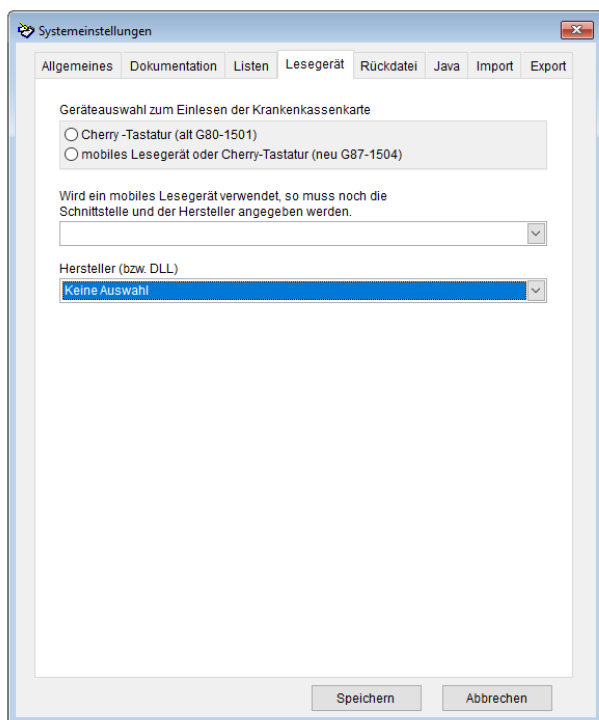 Systemeinstellungen
Allgemeines Dokumentation Listen Lesegerät Rückdatei Java Import Export
Geräteauswahl zum Einlesen der Krankenkassenkarte
Cherry -Tastatur (alt G80-1501)
mobiles Lesegerät oder Cherry-Tastatur (neu G87-1504)
Wird ein mobiles Lesegerät verwendet, so muss noch die
Schnittstelle und der Hersteller angegeben werden.
Hersteller (bzw. DLL)
Keine Auswahl
Speichern Abbrechen